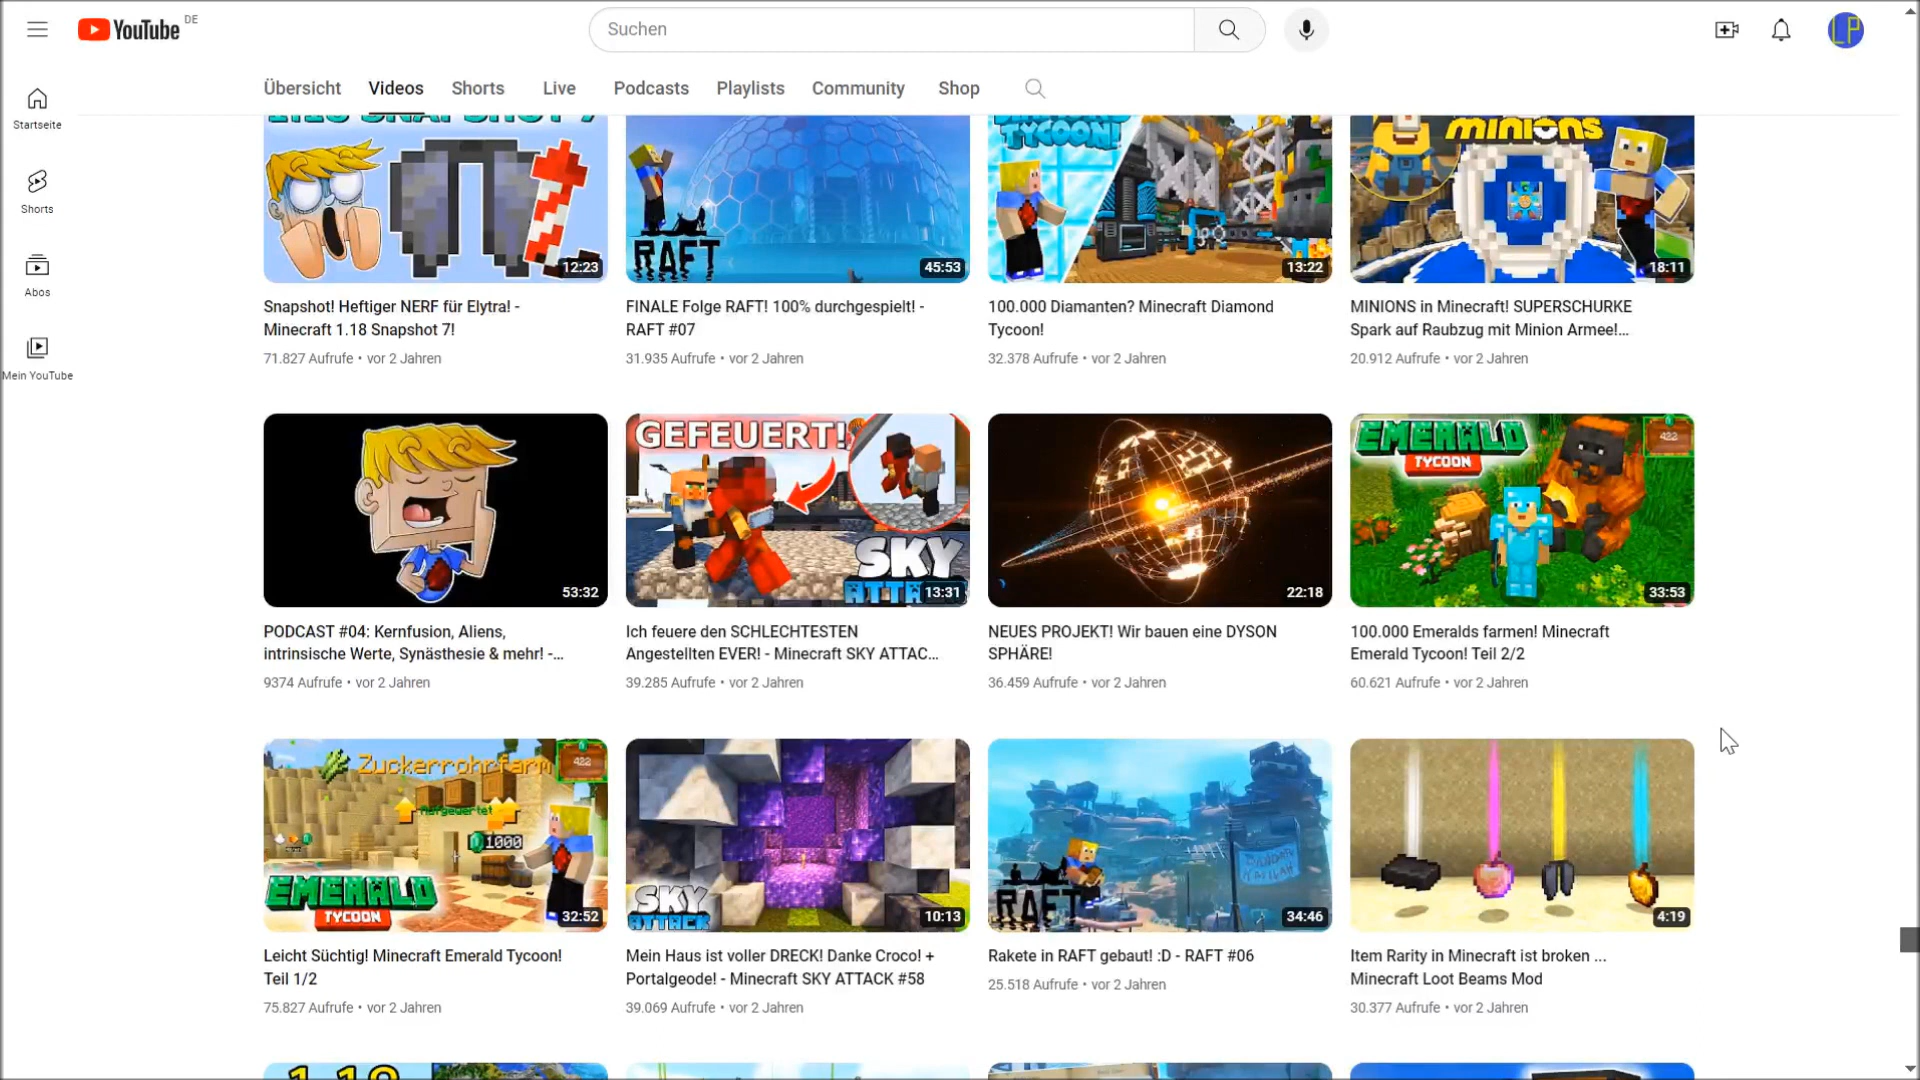 YouTube DE
Suchen
LP
Übersicht Videos Shorts Live Podcasts Playlists Community Shop
Startseite
Shorts
Abos
Mein YouTube
1.18 SNAPSHOT 7
12:23
RAFT
45:53
TYCOON!
13:22
MINIONS
18:11
Snapshot! Heftiger NERF für Elytra! -
Minecraft 1.18 Snapshot 7!
71.827 Aufrufe • vor 2 Jahren
FINALE Folge RAFT! 100% durchgespielt! -
RAFT #07
31.935 Aufrufe • vor 2 Jahren
100.000 Diamanten? Minecraft Diamond
Tycoon!
32.378 Aufrufe • vor 2 Jahren
MINIONS in Minecraft! SUPERSCHURKE
Spark auf Raubzug mit Minion Armee!...
20.912 Aufrufe • vor 2 Jahren
53:32
GEFEUERT!
SKY
ATTACK
13:31
22:18
EMERALD
TYCOON
422
33:53
PODCAST #04: Kernfusion, Aliens,
intrinsische Werte, Synästhesie & mehr! -...
9374 Aufrufe • vor 2 Jahren
Ich feuere den SCHLECHTESTEN
Angestellten EVER! - Minecraft SKY ATTAC...
39.285 Aufrufe • vor 2 Jahren
NEUES PROJEKT! Wir bauen eine DYSON
SPHÄRE!
36.459 Aufrufe • vor 2 Jahren
100.000 Emeralds farmen! Minecraft
Emerald Tycoon! Teil 2/2
60.621 Aufrufe • vor 2 Jahren
Zuckerrohrfarm
422
Aufgewertet
1000
EMERALD
TYCOON
32:52
SKY
ATTACK
10:13
RAFT
34:46
4:19
Leicht Süchtig! Minecraft Emerald Tycoon!
Teil 1/2
75.827 Aufrufe • vor 2 Jahren
Mein Haus ist voller DRECK! Danke Croco! +
Portalgeode! - Minecraft SKY ATTACK #58
39.069 Aufrufe • vor 2 Jahren
Rakete in RAFT gebaut! :D - RAFT #06
25.518 Aufrufe • vor 2 Jahren
Item Rarity in Minecraft ist broken ...
Minecraft Loot Beams Mod
30.377 Aufrufe • vor 2 Jahren
1.18